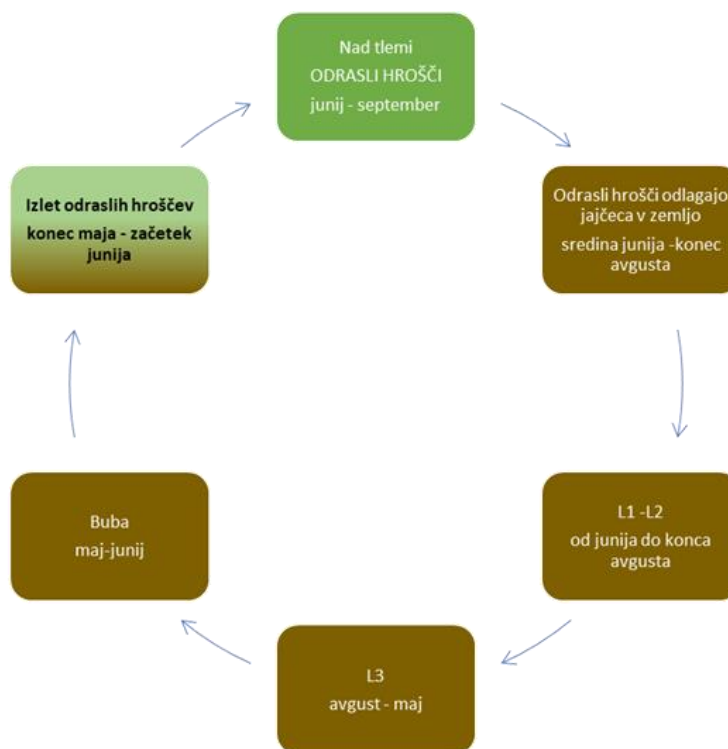 Nad tlemi
ODRASLI HROŠČI
junij - september
Odrasli hrošči odlagajo
jajčeca v zemljo
sredina junija -konec
avgusta
L1 -L2
od junija do konca
avgusta
L3
avgust - maj
Buba
maj-junij
Izlet odraslih hroščev
konec maja - začetek
junija